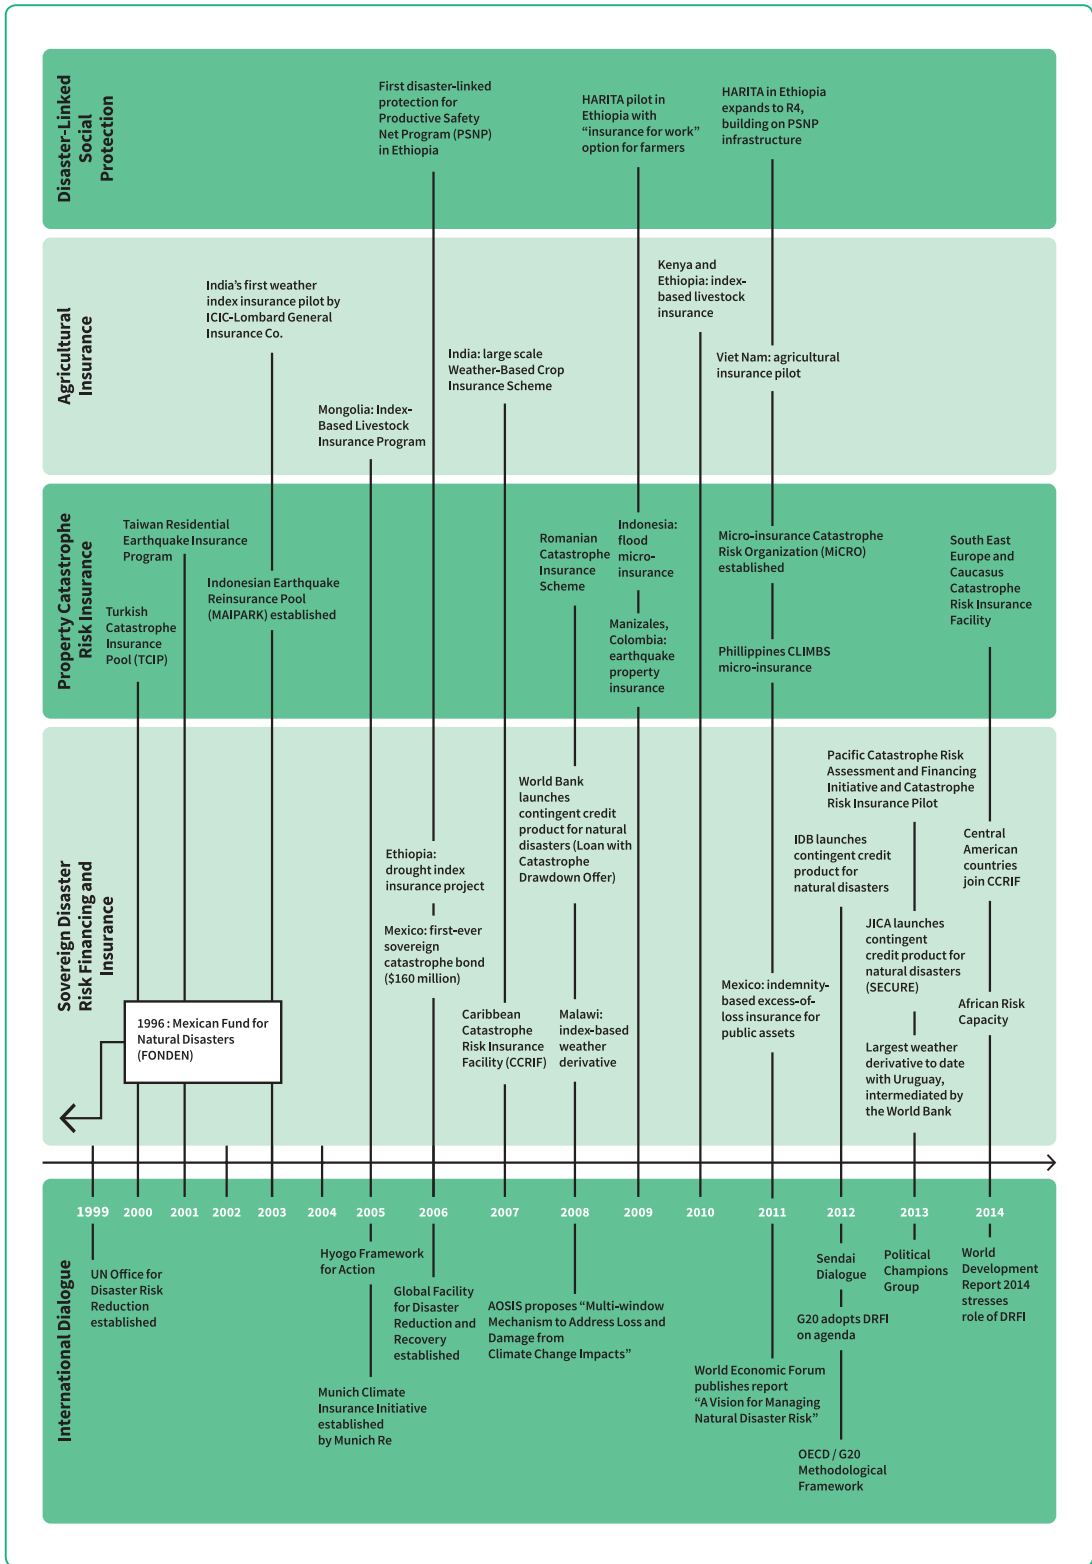 Disaster-Linked
Social
Protection
First disaster-linked
protection for
Productive Safety
Net Program (PSNP)
in Ethiopia
HARITA pilot in
Ethiopia with
“insurance for work”
option for farmers
HARITA in Ethiopia
expands to R4,
building on PSNP
infrastructure
Agricultural
Insurance
India’s first weather
index insurance pilot by
ICIC-Lombard General
Insurance Co.
Mongolia: Index-
Based Livestock
Insurance Program
India: large scale
Weather-Based Crop
Insurance Scheme
Kenya and
Ethiopia: index-
based livestock
insurance
Viet Nam: agricultural
insurance pilot
Property Catastrophe
Risk Insurance
Turkish
Catastrophe
Insurance
Pool (TCIP)
Taiwan Residential
Earthquake Insurance
Program
Indonesian Earthquake
Reinsurance Pool
(MAIPARK) established
Romanian
Catastrophe
Insurance
Scheme
Indonesia:
flood
micro-
insurance
Manizales,
Colombia:
earthquake
property
insurance
Micro-insurance Catastrophe
Risk Organization (MiCRO)
established
Phillippines CLIMBS
micro-insurance
South East
Europe and
Caucasus
Catastrophe
Risk Insurance
Facility
Sovereign Disaster
Risk Financing and
Insurance
1996 : Mexican Fund for
Natural Disasters
(FONDEN)
Ethiopia:
drought index
insurance project
Mexico: first-ever
sovereign
catastrophe bond
($160 million)
Caribbean
Catastrophe
Risk Insurance
Facility (CCRIF)
World Bank
launches
contingent credit
product for natural
disasters (Loan with
Catastrophe
Drawdown Offer)
Malawi:
index-based
weather
derivative
Mexico: indemnity-
based excess-of-
loss insurance for
public assets
IDB launches
contingent credit
product for
natural disasters
Pacific Catastrophe Risk
Assessment and Financing
Initiative and Catastrophe
Risk Insurance Pilot
JICA launches
contingent
credit product for
natural disasters
(SECURE)
Largest weather
derivative to date
with Uruguay,
intermediated by
the World Bank
Central
American
countries
join CCRIF
African Risk
Capacity
1999
2000
2001
2002
2003
2004
2005
2006
2007
2008
2009
2010
2011
2012
2013
2014
International Dialogue
UN Office for
Disaster Risk
Reduction
established
Hyogo Framework
for Action
Munich Climate
Insurance Initiative
established
by Munich Re
Global Facility
for Disaster
Reduction and
Recovery
established
AOSIS proposes “Multi-window
Mechanism to Address Loss and
Damage from
Climate Change Impacts”
World Economic Forum
publishes report
“A Vision for Managing
Natural Disaster Risk”
Sendai
Dialogue
G20 adopts DRFI
on agenda
OECD / G20
Methodological
Framework
Political
Champions
Group
World
Development
Report 2014
stresses
role of DRFI